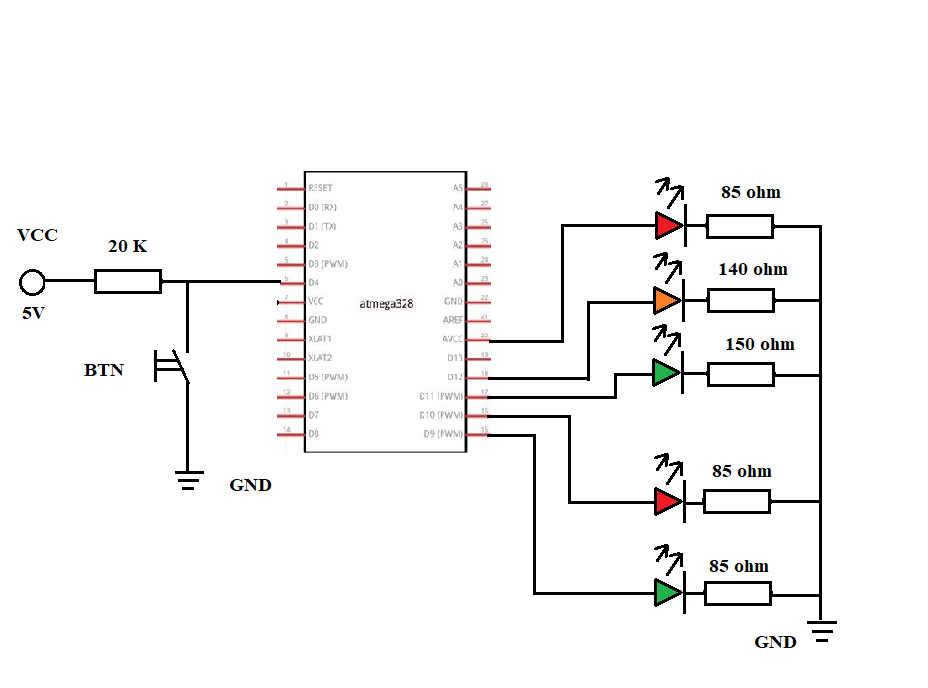 VCC
5V
20 K
BTN
GND
atmega328
1 RESET
2 D0 (RX)
3 D1 (TX)
4 D2
5 D3 (PWM)
6 D4
7 VCC
8 GND
9 XLAT1
10 XLAT2
11 D5 (PWM)
12 D6 (PWM)
13 D7
14 D8
A5 28
A4 27
A3 26
A2 25
A1 24
A0 23
GND 22
AREF 21
AVCC 20
D13 19
D12 18
D11 (PWM) 17
D10 (PWM) 16
D9 (PWM) 15
85 ohm
140 ohm
150 ohm
85 ohm
85 ohm
GND